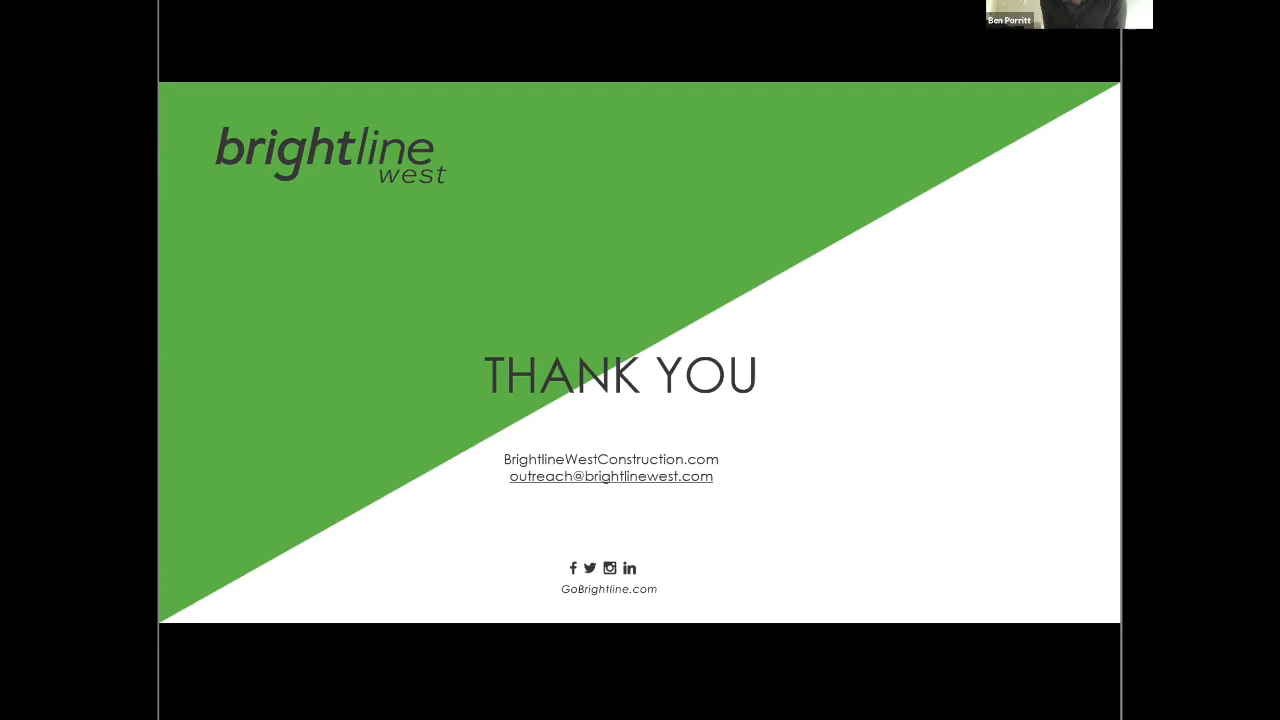 Ben Porritt
brightline
west
THANK YOU
BrightlineWestConstruction.com
outreach@brightlinewest.com
GoBrightline.com